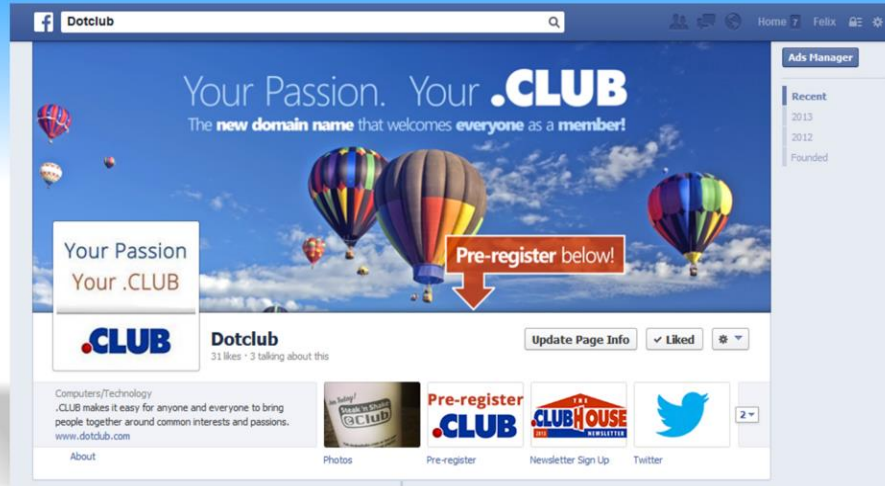 Dotclub
Home 7 Felix
Ads Manager
Recent
2013
2012
Founded
Your Passion. Your .CLUB
The new domain name that welcomes everyone as a member!
Pre-register below!
Your Passion
Your .CLUB
.CLUB
Dotclub
31 likes · 3 talking about this
Update Page Info
✓ Liked
Computers/Technology
.CLUB makes it easy for anyone and everyone to bring
people together around common interests and passions.
www.dotclub.com
About
Steak 'n Shake
@Club
Photos
Pre-register
.CLUB
Pre-register
THE
CLUBHOUSE
2013 NEWSLETTER
Newsletter Sign Up
Twitter
2